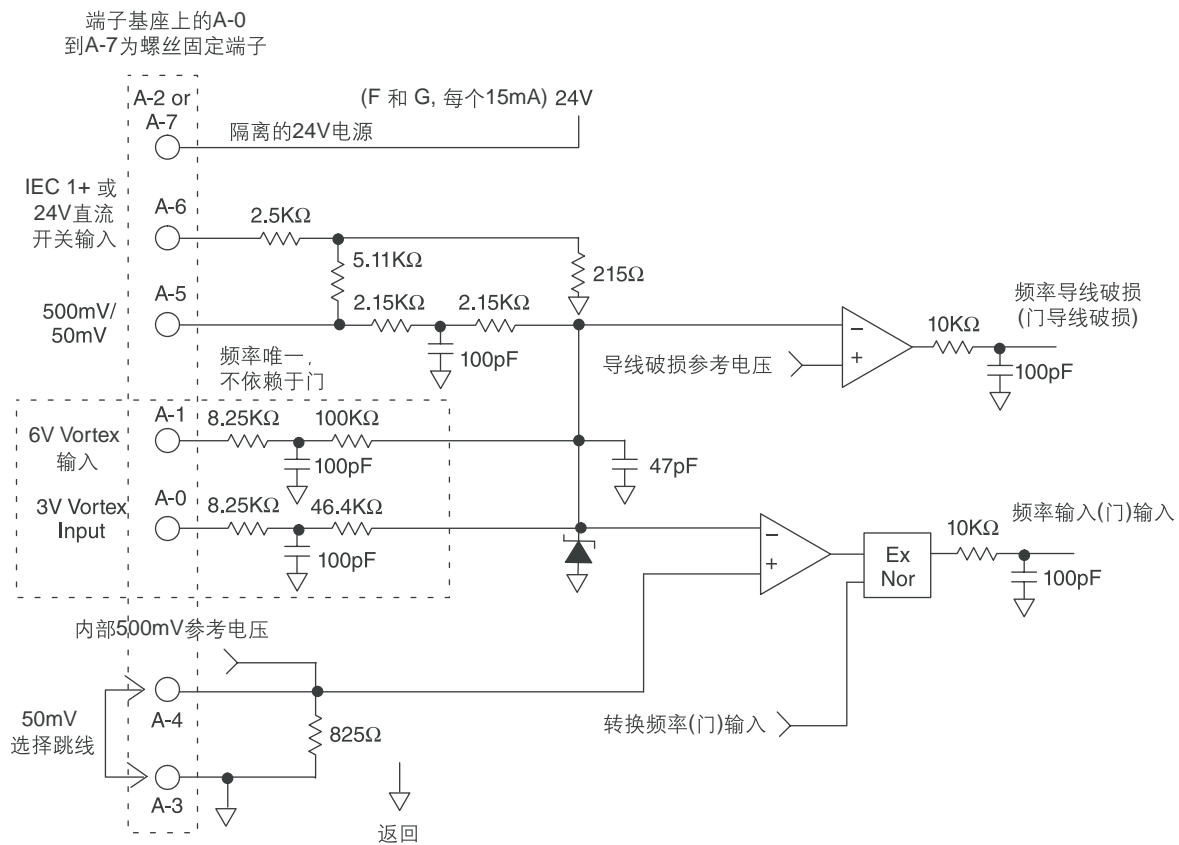 端子基座上的A-0
到A-7为螺丝固定端子
A-2 or
A-7
(F 和 G, 每个15mA) 24V
隔离的24V电源
IEC 1+ 或
24V直流
开关输入
A-6
2.5KΩ
5.11KΩ
215Ω
500mV/
50mV
A-5
2.15KΩ
2.15KΩ
100pF
频率唯一,
不依赖于门
导线破损参考电压
−
+
10KΩ
频率导线破损
(门导线破损)
100pF
6V Vortex
输入
A-1
8.25KΩ
100KΩ
100pF
47pF
3V Vortex
Input
A-0
8.25KΩ
46.4KΩ
100pF
−
+
Ex
Nor
10KΩ
频率输入(门)输入
100pF
内部500mV参考电压
50mV
选择跳线
A-4
825Ω
转换频率(门)输入
A-3
返回